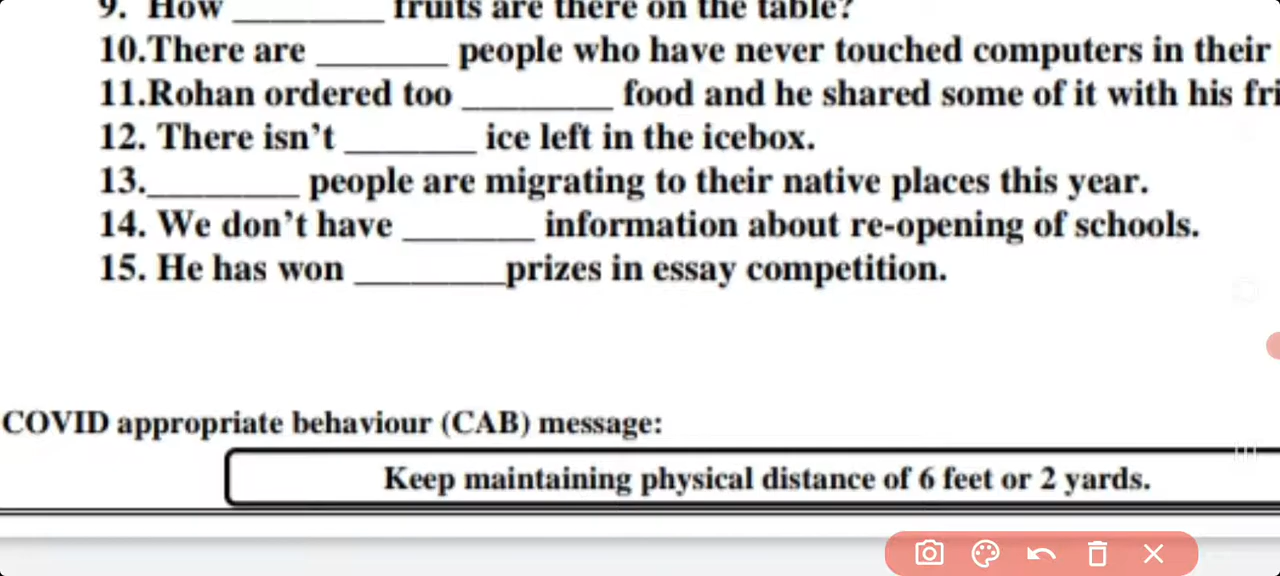 9. How ________ fruits are there on the table?
10.There are _______ people who have never touched computers in their
11.Rohan ordered too ________ food and he shared some of it with his fri
12. There isn’t _______ ice left in the icebox.
13.________ people are migrating to their native places this year.
14. We don’t have _______ information about re-opening of schools.
15. He has won ________prizes in essay competition.
COVID appropriate behaviour (CAB) message:
Keep maintaining physical distance of 6 feet or 2 yards.